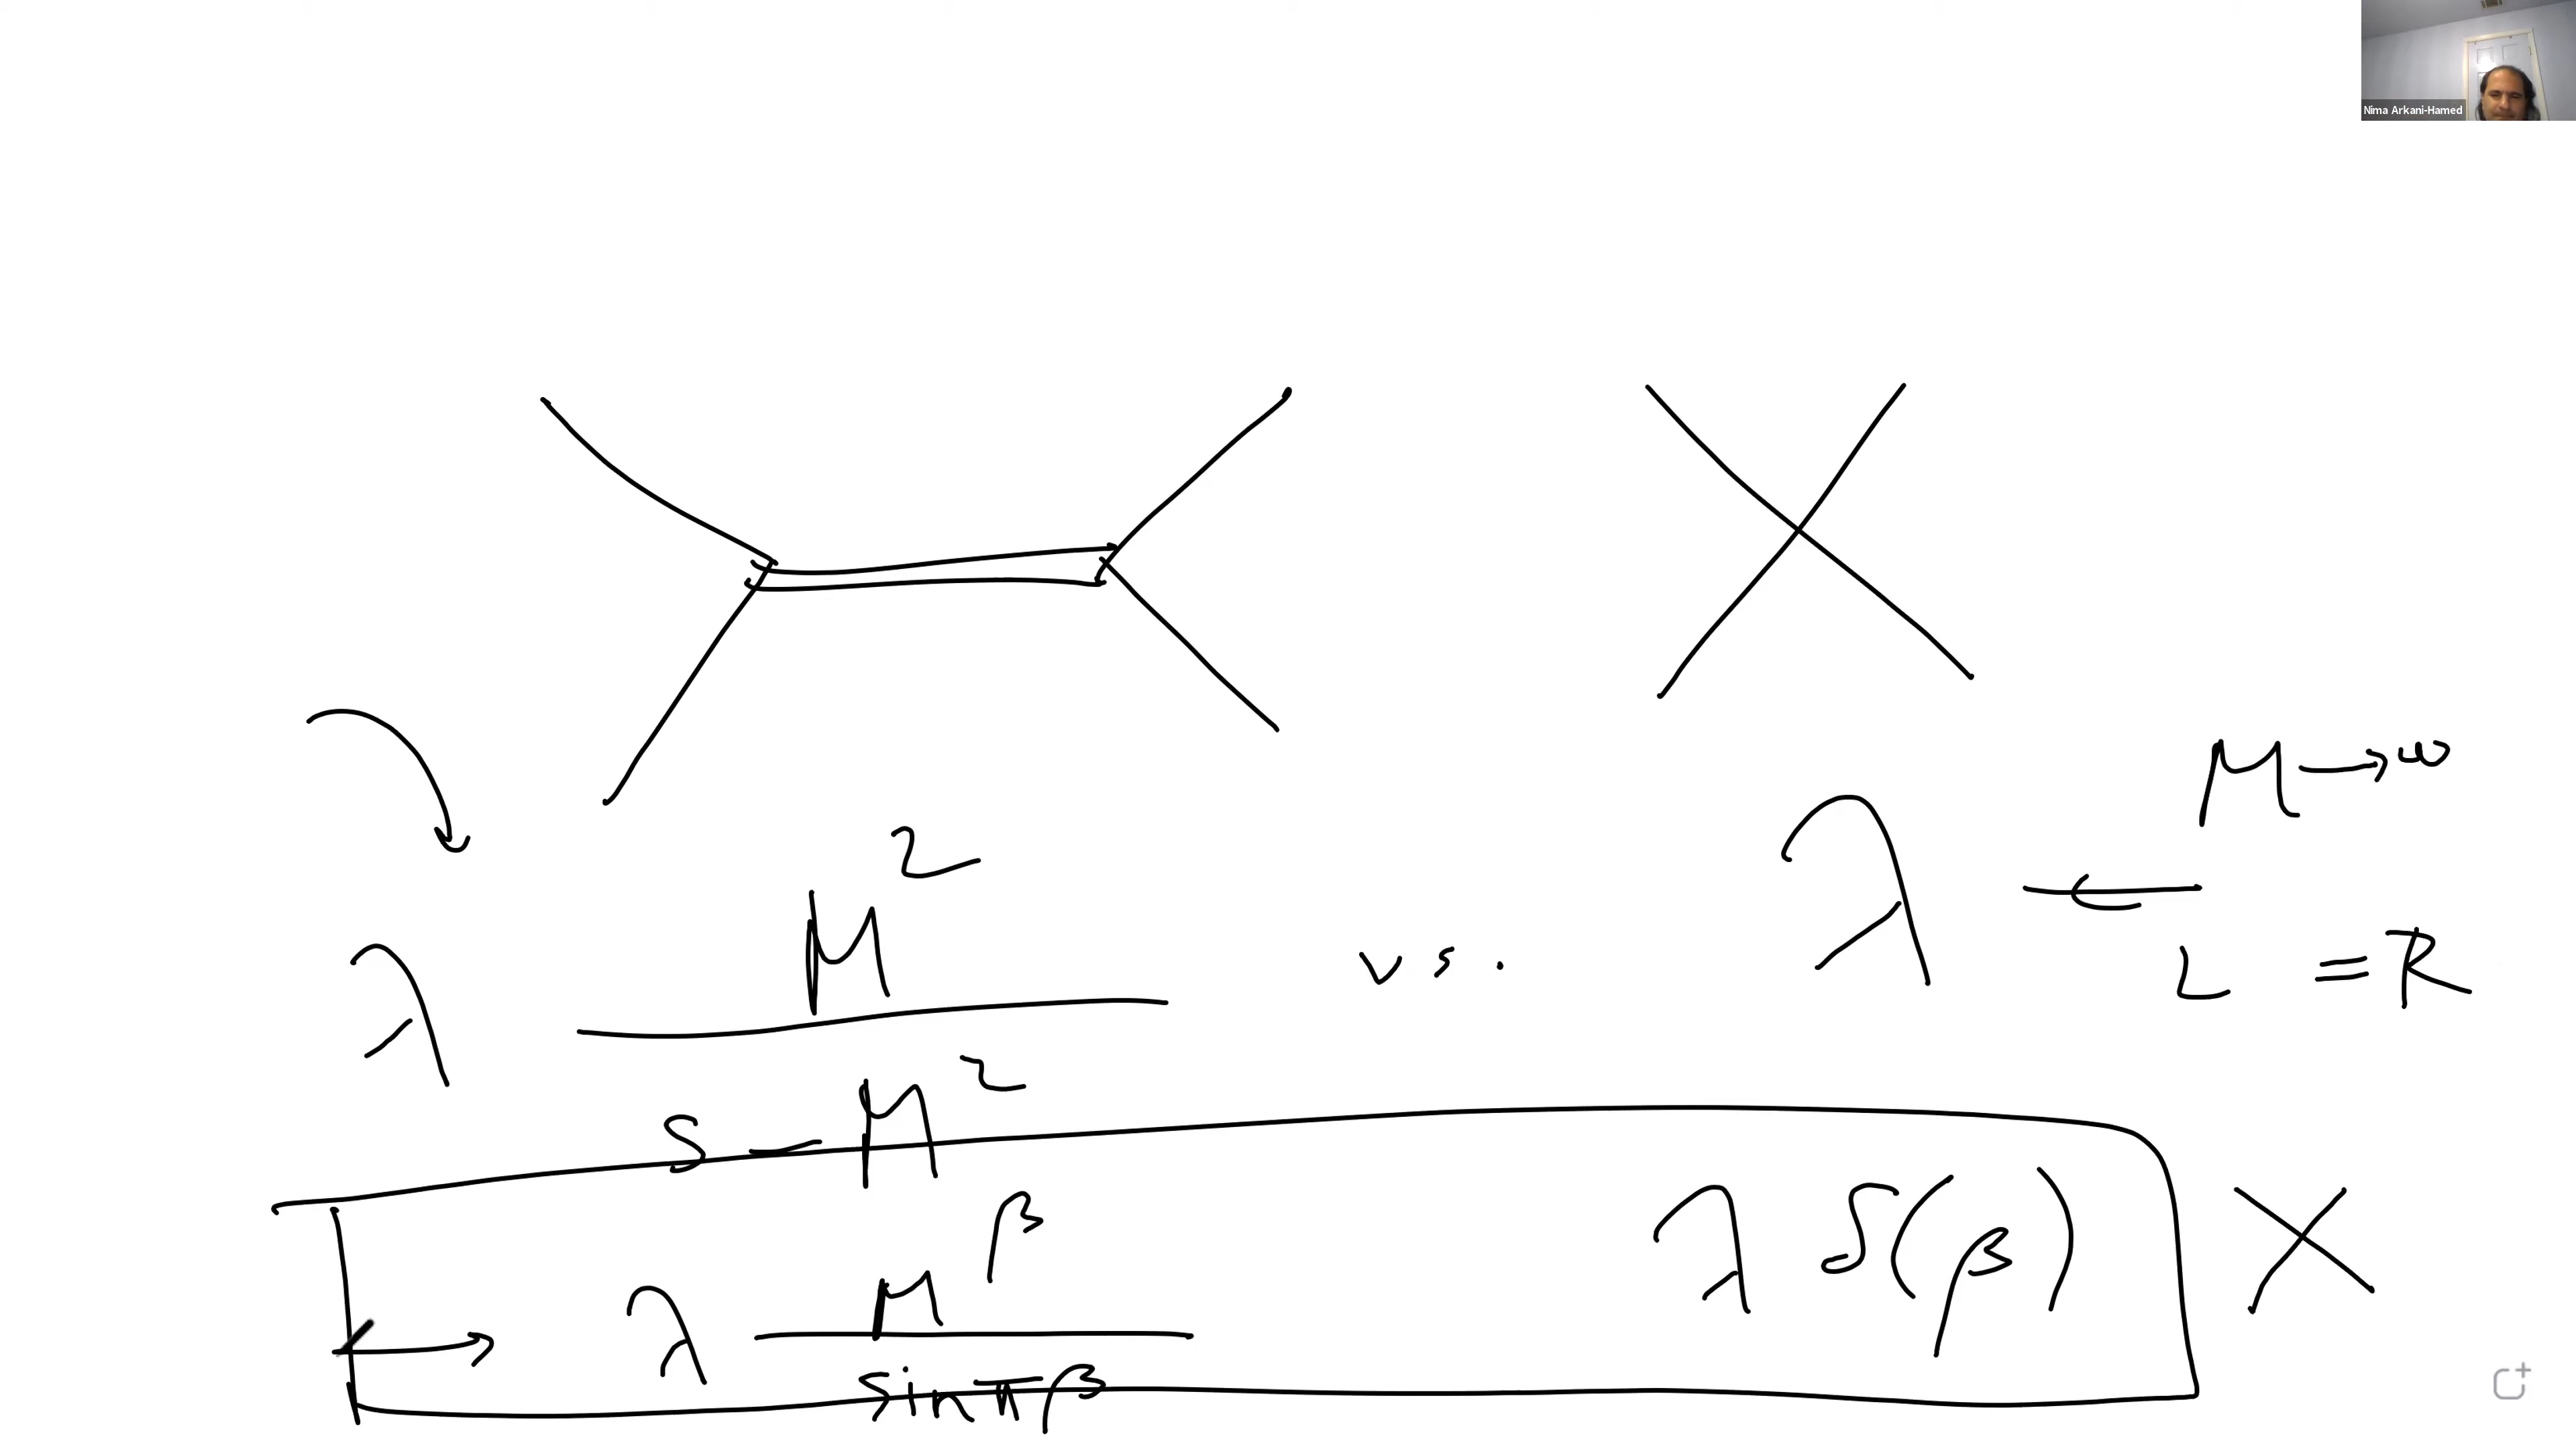 Nima Arkani-Hamed
M → ∞
λ M² / (s − M²) vs. λ ←
L = R
λ M^β / sin πβ λ δ(β) X